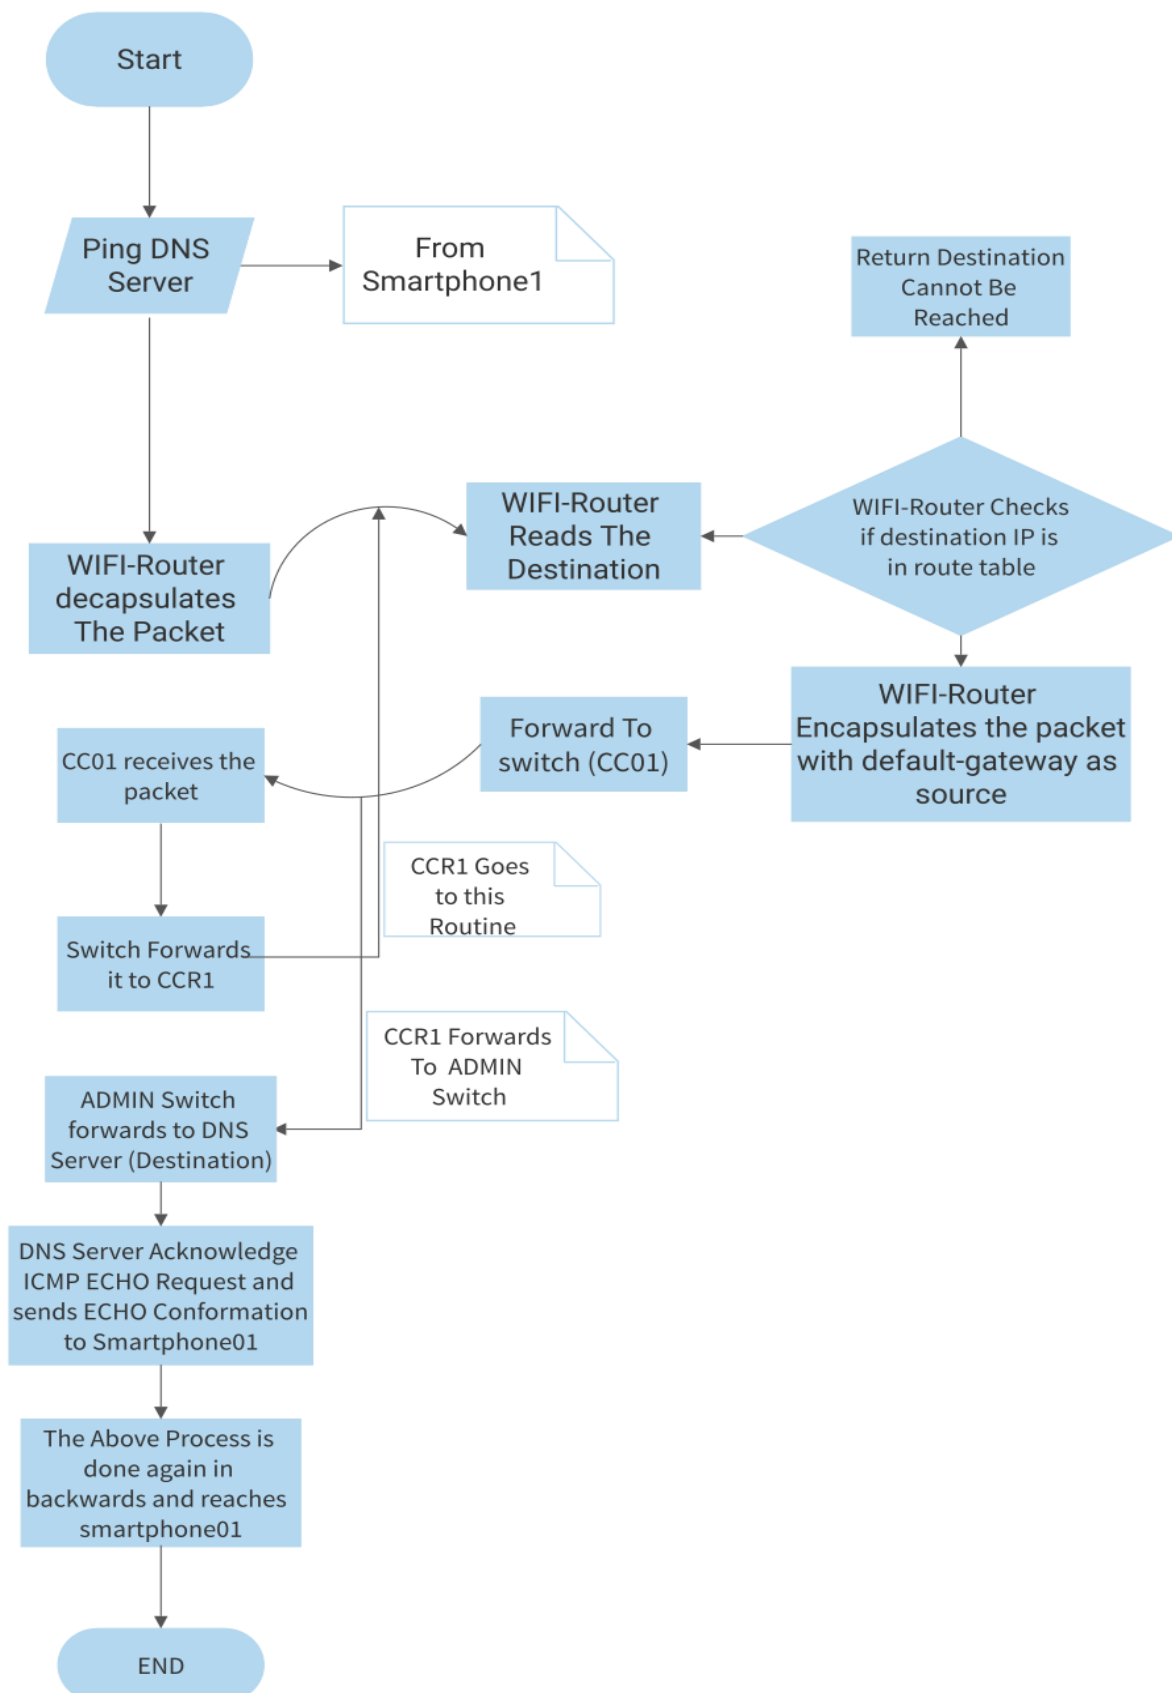 Start
Ping DNS
Server
From
Smartphone1
Return Destination
Cannot Be
Reached
WIFI-Router
Reads The
Destination
WIFI-Router Checks
if destination IP is
in route table
WIFI-Router
decapsulates
The Packet
WIFI-Router
Encapsulates the packet
with default-gateway as
source
Forward To
switch (CC01)
CC01 receives the
packet
CCR1 Goes
to this
Routine
Switch Forwards
it to CCR1
CCR1 Forwards
To ADMIN
Switch
ADMIN Switch
forwards to DNS
Server (Destination)
DNS Server Acknowledge
ICMP ECHO Request and
sends ECHO Conformation
to Smartphone01
The Above Process is
done again in
backwards and reaches
smartphone01
END